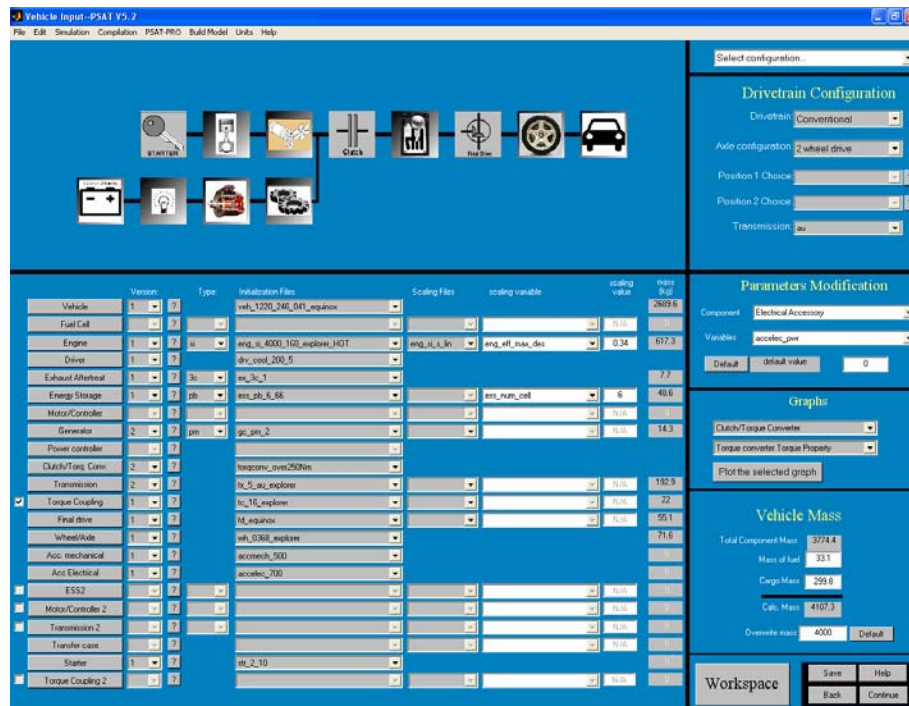 Vehicle Input--PSAT V5.2
File Edit Simulation Compilation PSAT-PRO Build Model Units Help
Select configuration...
Drivetrain Configuration
Drivetrain: Conventional
Axle configuration: 2 wheel drive
Position 1 Choice:
Position 2 Choice:
Transmission: au
STARTER
Clutch
Final Drive
Version: Type: Initialization Files Scaling Files scaling variable scaling value mass (kg)
Vehicle 1 ? veh_1220_246_041_equinox 2689.6
Fuel Cell ? N/A 0
Engine 1 ? si eng_si_4000_160_explorer_HOT eng_si_s_lin eng_eff_max_des 0.34 617.3
Driver 1 ? drv_cool_200_5
Exhaust Aftertreat 1 ? 3c ex_3c_1 7.7
Energy Storage 1 ? pb ess_pb_6_66 ess_num_cell 6 40.6
Motor/Controller ? N/A 0
Generator 2 ? pm gc_pm_2 N/A 14.3
Power controller ?
Clutch/Torq. Conv. 2 ? torqconv_over250Nm
Transmission 2 ? tx_5_au_explorer N/A 192.9
Torque Coupling 1 ? tc_16_explorer N/A 22
Final drive 1 ? fd_equinox N/A 55.1
Wheel/Axle 1 ? wh_0368_explorer 71.6
Acc. mechanical 1 ? accmech_500 0
Acc Electrical 1 ? accelec_700 0
ESS2 ? N/A 0
Motor/Controller 2 ? N/A 0
Transmission 2 ? N/A 0
Transfer case ? 0
Starter 1 ? str_2_10 0
Torque Coupling 2 ? N/A 0
Parameters Modification
Component Electrical Accessory
Variables accelec_pwr
Default default value 0
Graphs
Clutch/Torque Converter
Torque converter Torque Property
Plot the selected graph
Vehicle Mass
Total Component Mass 3774.4
Mass of fuel 33.1
Cargo Mass 299.8
Calc. Mass 4107.3
Overwrite mass 4000 Default
Workspace
Save Help
Back Continue